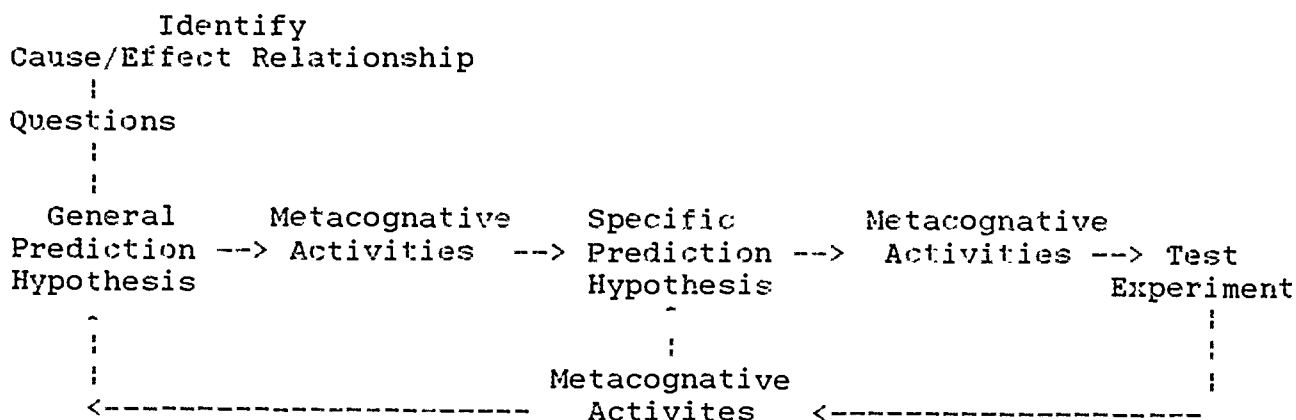 Identify
Cause/Effect Relationship
Questions
General Metacognative Specific Metacognative
Prediction --> Activities --> Prediction --> Activities --> Test
Hypothesis Hypothesis Experiment
Metacognative
<----------------------- Activites <--------------------